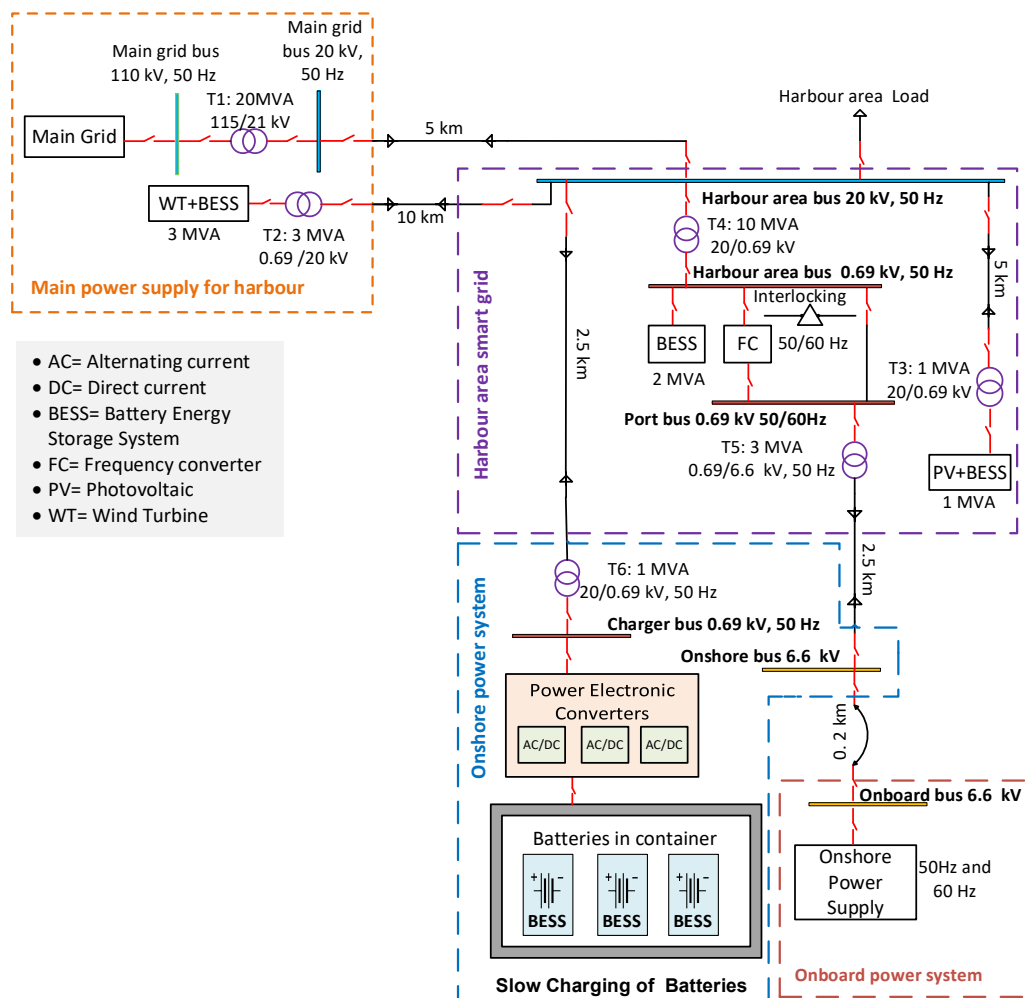 Main grid bus
110 kV, 50 Hz
Main grid
bus 20 kV,
50 Hz
T1: 20MVA
115/21 kV
Main Grid
5 km
Harbour area  Load
WT+BESS
3 MVA
T2: 3 MVA
0.69 /20 kV
10 km
Main power supply for harbour
Harbour area bus 20 kV, 50 Hz
T4: 10 MVA
20/0.69 kV
Harbour area bus  0.69 kV, 50 Hz
Interlocking
BESS
2 MVA
FC
50/60 Hz
5 km
T3: 1 MVA
20/0.69 kV
Port bus 0.69 kV 50/60Hz
T5: 3 MVA
0.69/6.6  kV, 50 Hz
PV+BESS
1 MVA
2.5 km
Harbour area smart grid
• AC= Alternating current
• DC= Direct current
• BESS= Battery Energy
Storage System
• FC= Frequency converter
• PV= Photovoltaic
• WT= Wind Turbine
2.5 km
T6: 1 MVA
20/0.69 kV, 50 Hz
Charger bus 0.69 kV, 50 Hz
Onshore bus 6.6  kV
Onshore power system
Power Electronic
Converters
AC/DC
AC/DC
AC/DC
0. 2 km
Onboard bus 6.6  kV
Batteries in container
+ −
+ −
+ −
BESS
BESS
BESS
Onshore
Power
Supply
50Hz and
60 Hz
Slow Charging of  Batteries
Onboard power system